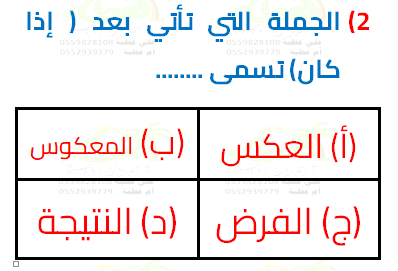 2) الجملة التي تأتي بعد ( إذا
كان) تسمى ........
(أ) العكس
(ب) المعكوس
(ج) الفرض
(د) النتيجة